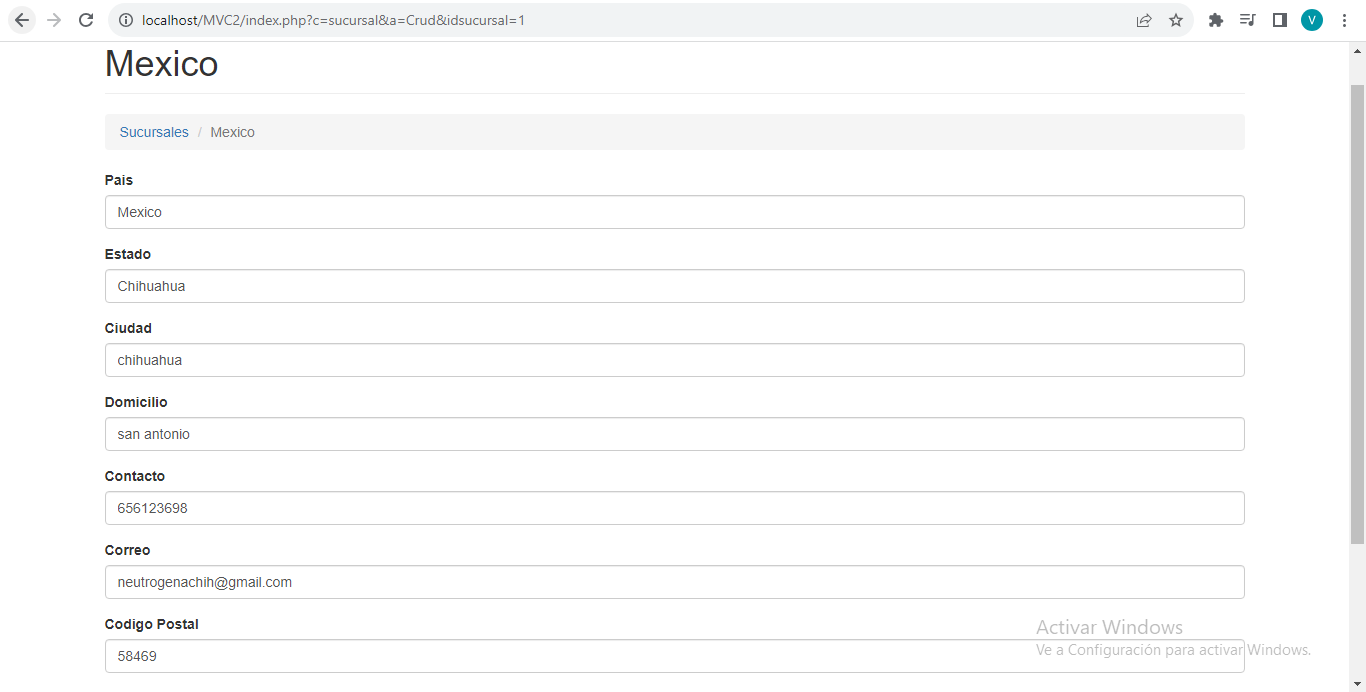 localhost/MVC2/index.php?c=sucursal&a=Crud&idsucursal=1
V
Mexico
Sucursales / Mexico
Pais
Mexico
Estado
Chihuahua
Ciudad
chihuahua
Domicilio
san antonio
Contacto
656123698
Correo
neutrogenachih@gmail.com
Codigo Postal
58469
Activar Windows
Ve a Configuración para activar Windows.